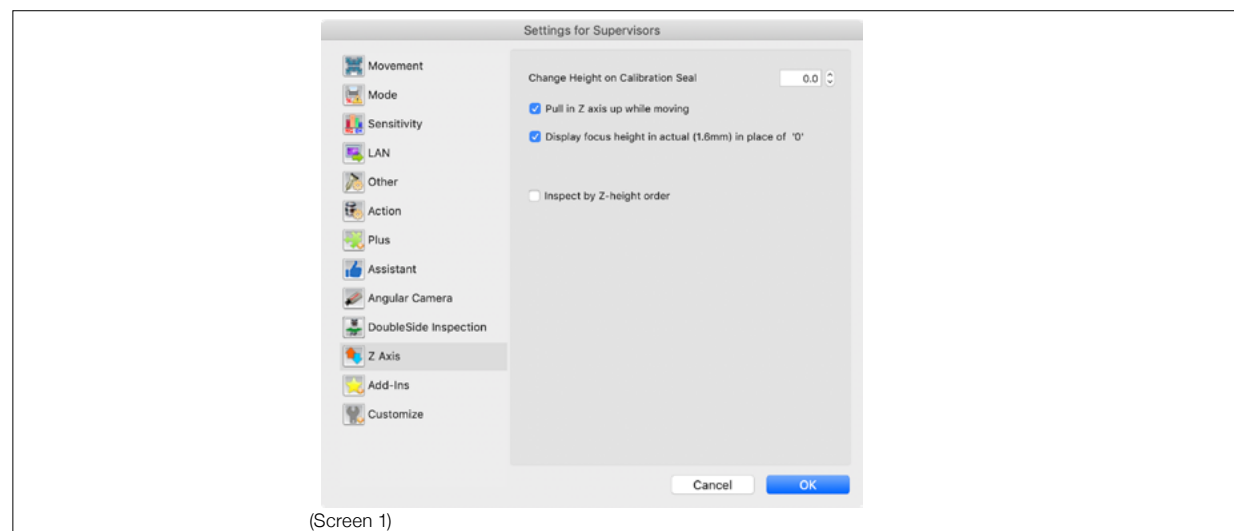 Settings for Supervisors
Movement
Mode
Sensitivity
LAN
Other
Action
Plus
Assistant
Angular Camera
DoubleSide Inspection
Z Axis
Add-Ins
Customize
Change Height on Calibration Seal 0.0
Pull in Z axis up while moving
Display focus height in actual (1.6mm) in place of '0'
Inspect by Z-height order
Cancel OK
(Screen 1)